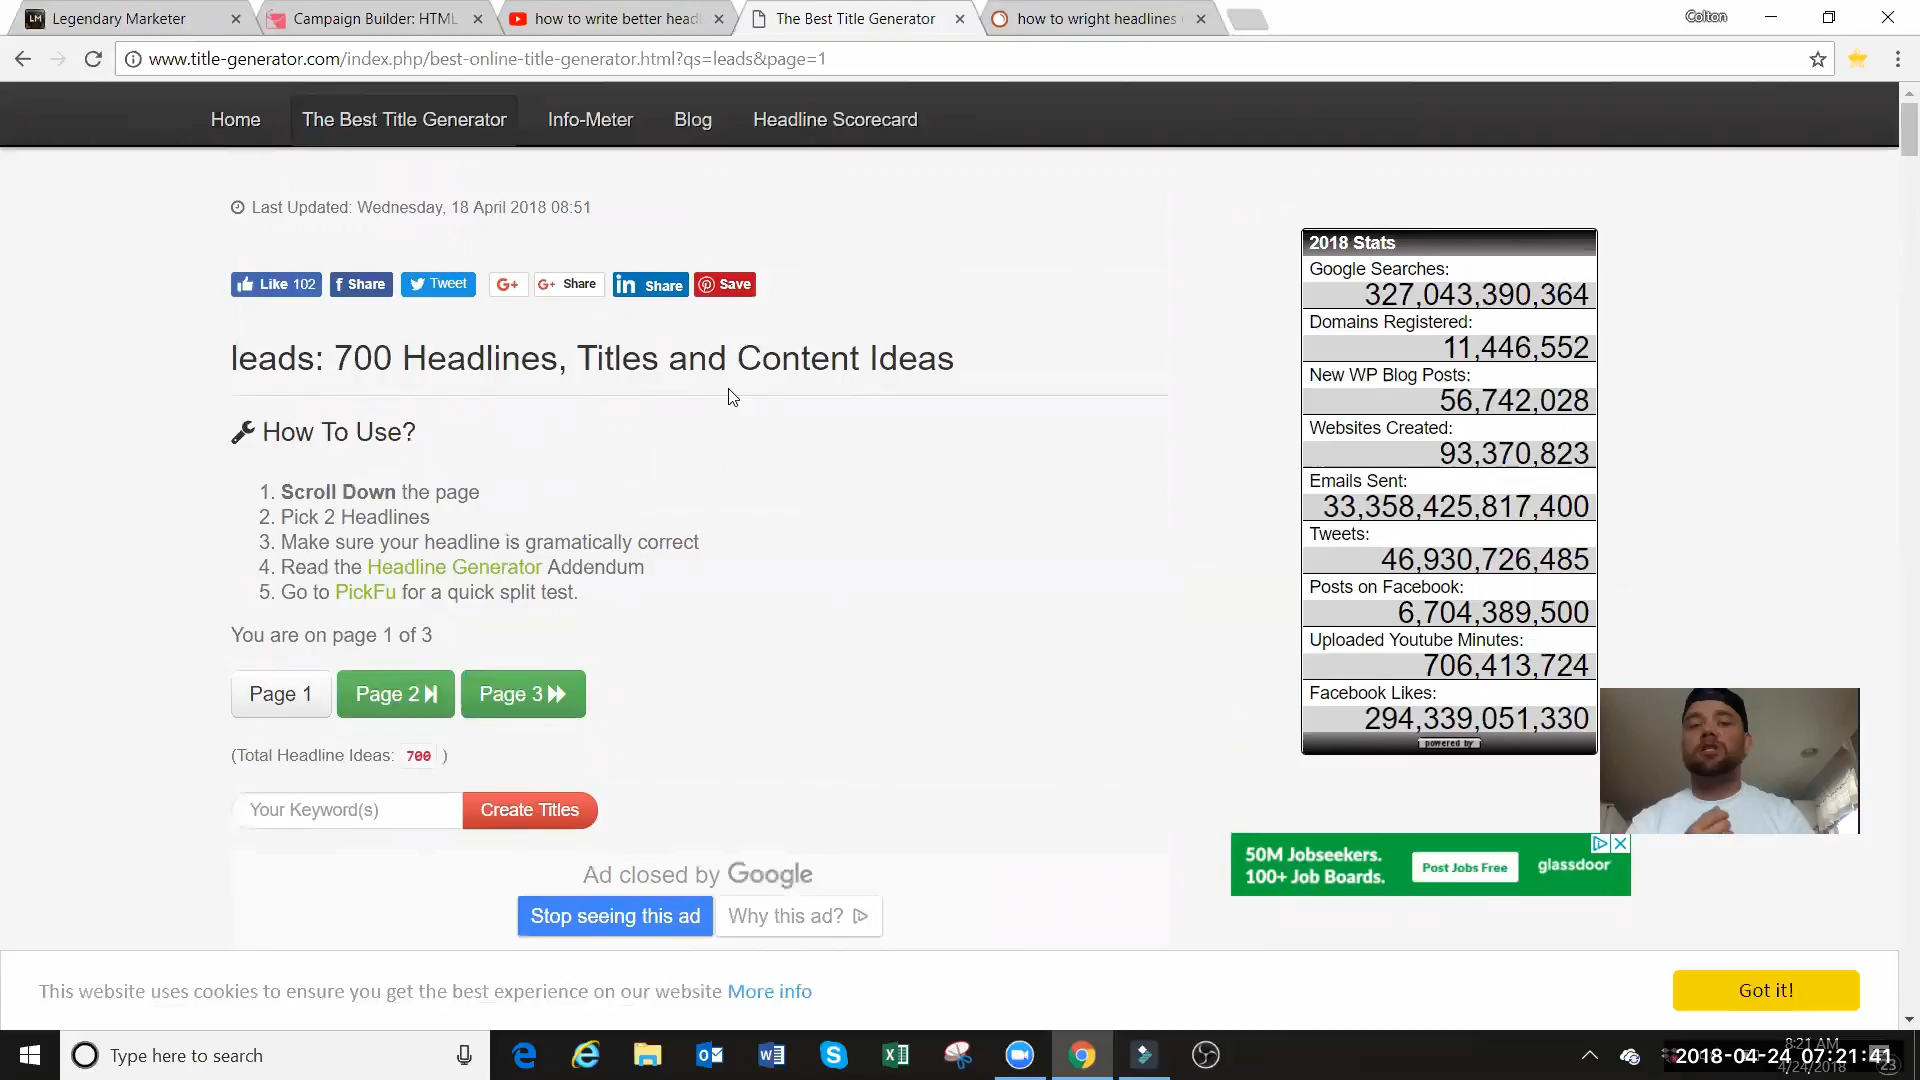 Legendary Marketer
Campaign Builder: HTML
how to write better head
The Best Title Generator
how to wright headlines
Colton
www.title-generator.com/index.php/best-online-title-generator.html?qs=leads&page=1
Home
The Best Title Generator
Info-Meter
Blog
Headline Scorecard
Last Updated: Wednesday, 18 April 2018 08:51
Like 102
Share
Tweet
G+
G+ Share
in Share
Save
leads: 700 Headlines, Titles and Content Ideas
How To Use?
1. Scroll Down the page
2. Pick 2 Headlines
3. Make sure your headline is gramatically correct
4. Read the Headline Generator Addendum
5. Go to PickFu for a quick split test.
You are on page 1 of 3
Page 1
Page 2
Page 3
(Total Headline Ideas: 700 )
Your Keyword(s)
Create Titles
Ad closed by Google
Stop seeing this ad
Why this ad?
2018 Stats
Google Searches:
327,043,390,364
Domains Registered:
11,446,552
New WP Blog Posts:
56,742,028
Websites Created:
93,370,823
Emails Sent:
33,358,425,817,400
Tweets:
46,930,726,485
Posts on Facebook:
6,704,389,500
Uploaded Youtube Minutes:
706,413,724
Facebook Likes:
294,339,051,330
powered by
50M Jobseekers.
100+ Job Boards.
Post Jobs Free
glassdoor
This website uses cookies to ensure you get the best experience on our website More info
Got it!
Type here to search
8:21 AM
2018-04-24 07:21:41
4/24/2018
23